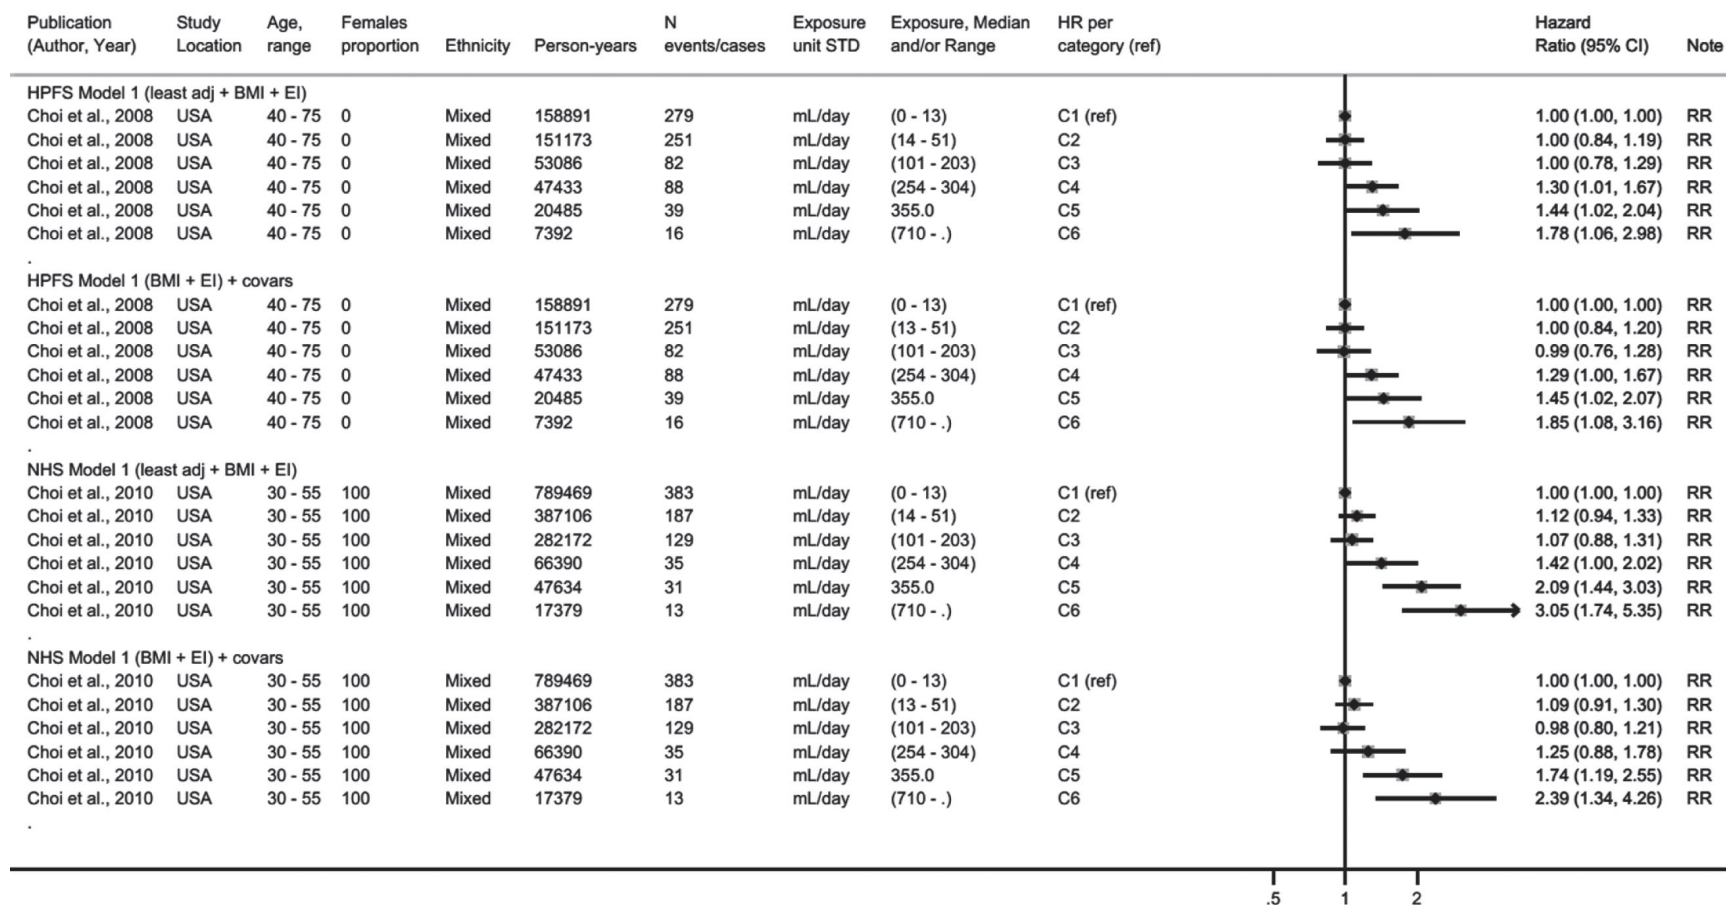 Publication Study Age, Females N Exposure Exposure, Median HR per Hazard
(Author, Year) Location range proportion Ethnicity Person-years events/cases unit STD and/or Range category (ref) Ratio (95% CI) Note
HPFS Model 1 (least adj + BMI + EI)
Choi et al., 2008 USA 40 - 75 0 Mixed 158891 279 mL/day (0 - 13) C1 (ref) 1.00 (1.00, 1.00) RR
Choi et al., 2008 USA 40 - 75 0 Mixed 151173 251 mL/day (14 - 51) C2 1.00 (0.84, 1.19) RR
Choi et al., 2008 USA 40 - 75 0 Mixed 53086 82 mL/day (101 - 203) C3 1.00 (0.78, 1.29) RR
Choi et al., 2008 USA 40 - 75 0 Mixed 47433 88 mL/day (254 - 304) C4 1.30 (1.01, 1.67) RR
Choi et al., 2008 USA 40 - 75 0 Mixed 20485 39 mL/day 355.0 C5 1.44 (1.02, 2.04) RR
Choi et al., 2008 USA 40 - 75 0 Mixed 7392 16 mL/day (710 - .) C6 1.78 (1.06, 2.98) RR
.
HPFS Model 1 (BMI + EI) + covars
Choi et al., 2008 USA 40 - 75 0 Mixed 158891 279 mL/day (0 - 13) C1 (ref) 1.00 (1.00, 1.00) RR
Choi et al., 2008 USA 40 - 75 0 Mixed 151173 251 mL/day (13 - 51) C2 1.00 (0.84, 1.20) RR
Choi et al., 2008 USA 40 - 75 0 Mixed 53086 82 mL/day (101 - 203) C3 0.99 (0.76, 1.28) RR
Choi et al., 2008 USA 40 - 75 0 Mixed 47433 88 mL/day (254 - 304) C4 1.29 (1.00, 1.67) RR
Choi et al., 2008 USA 40 - 75 0 Mixed 20485 39 mL/day 355.0 C5 1.45 (1.02, 2.07) RR
Choi et al., 2008 USA 40 - 75 0 Mixed 7392 16 mL/day (710 - .) C6 1.85 (1.08, 3.16) RR
.
NHS Model 1 (least adj + BMI + EI)
Choi et al., 2010 USA 30 - 55 100 Mixed 789469 383 mL/day (0 - 13) C1 (ref) 1.00 (1.00, 1.00) RR
Choi et al., 2010 USA 30 - 55 100 Mixed 387106 187 mL/day (14 - 51) C2 1.12 (0.94, 1.33) RR
Choi et al., 2010 USA 30 - 55 100 Mixed 282172 129 mL/day (101 - 203) C3 1.07 (0.88, 1.31) RR
Choi et al., 2010 USA 30 - 55 100 Mixed 66390 35 mL/day (254 - 304) C4 1.42 (1.00, 2.02) RR
Choi et al., 2010 USA 30 - 55 100 Mixed 47634 31 mL/day 355.0 C5 2.09 (1.44, 3.03) RR
Choi et al., 2010 USA 30 - 55 100 Mixed 17379 13 mL/day (710 - .) C6 3.05 (1.74, 5.35) RR
.
NHS Model 1 (BMI + EI) + covars
Choi et al., 2010 USA 30 - 55 100 Mixed 789469 383 mL/day (0 - 13) C1 (ref) 1.00 (1.00, 1.00) RR
Choi et al., 2010 USA 30 - 55 100 Mixed 387106 187 mL/day (13 - 51) C2 1.09 (0.91, 1.30) RR
Choi et al., 2010 USA 30 - 55 100 Mixed 282172 129 mL/day (101 - 203) C3 0.98 (0.80, 1.21) RR
Choi et al., 2010 USA 30 - 55 100 Mixed 66390 35 mL/day (254 - 304) C4 1.25 (0.88, 1.78) RR
Choi et al., 2010 USA 30 - 55 100 Mixed 47634 31 mL/day 355.0 C5 1.74 (1.19, 2.55) RR
Choi et al., 2010 USA 30 - 55 100 Mixed 17379 13 mL/day (710 - .) C6 2.39 (1.34, 4.26) RR
.
.5 1 2